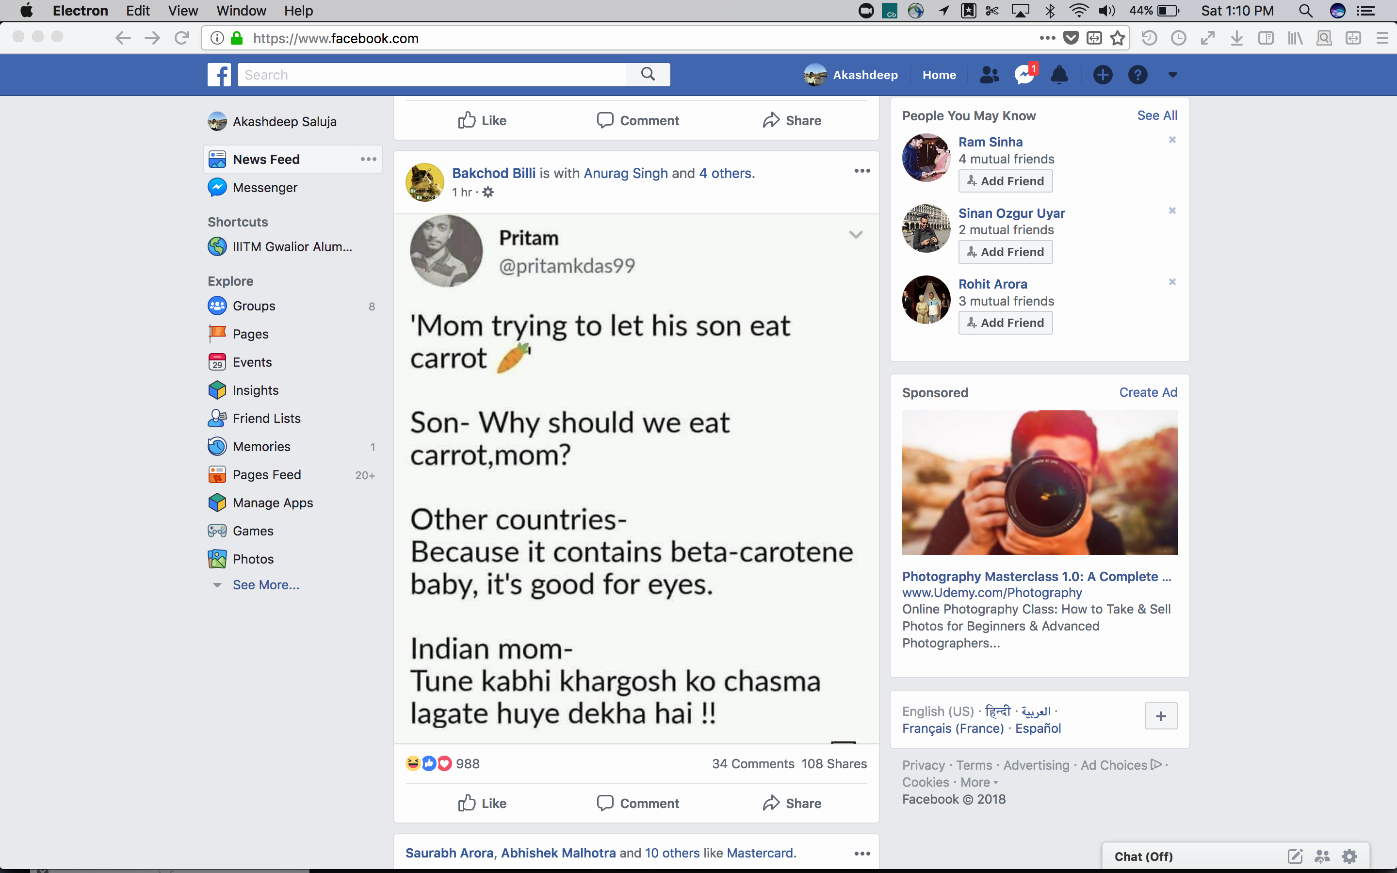 Electron Edit View Window Help
44% Sat 1:10 PM
https://www.facebook.com
Search
Akashdeep Home 1
Akashdeep Saluja
News Feed
Messenger
Shortcuts
IIITM Gwalior Alum...
Explore
Groups 8
Pages
Events
Insights
Friend Lists
Memories 1
Pages Feed 20+
Manage Apps
Games
Photos
See More...
Like Comment Share
Bakchod Billi is with Anurag Singh and 4 others.
1 hr ·
Pritam
@pritamkdas99
'Mom trying to let his son eat
carrot 🥕'
Son- Why should we eat
carrot,mom?
Other countries-
Because it contains beta-carotene
baby, it's good for eyes.
Indian mom-
Tune kabhi khargosh ko chasma
lagate huye dekha hai !!
988 34 Comments 108 Shares
Like Comment Share
Saurabh Arora, Abhishek Malhotra and 10 others like Mastercard.
People You May Know See All
Ram Sinha
4 mutual friends
Add Friend
Sinan Ozgur Uyar
2 mutual friends
Add Friend
Rohit Arora
3 mutual friends
Add Friend
Sponsored Create Ad
Photography Masterclass 1.0: A Complete ...
www.Udemy.com/Photography
Online Photography Class: How to Take & Sell
Photos for Beginners & Advanced
Photographers...
English (US) · हिन्दी · العربية ·
Français (France) · Español
Privacy · Terms · Advertising · Ad Choices ·
Cookies · More
Facebook © 2018
Chat (Off)